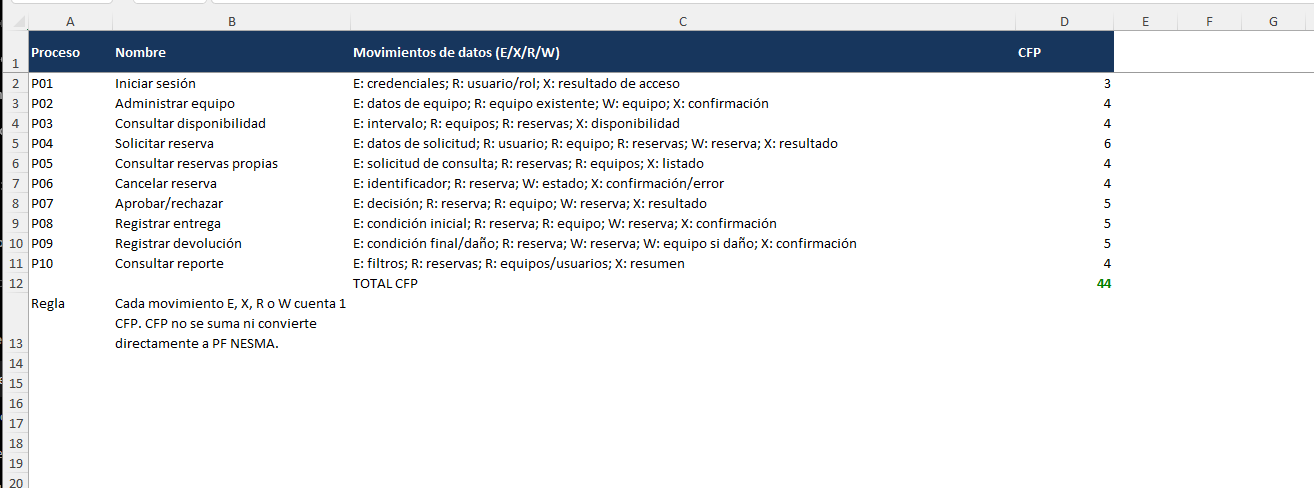 A B C D E F G
1 Proceso Nombre Movimientos de datos (E/X/R/W) CFP
2 P01 Iniciar sesión E: credenciales; R: usuario/rol; X: resultado de acceso 3
3 P02 Administrar equipo E: datos de equipo; R: equipo existente; W: equipo; X: confirmación 4
4 P03 Consultar disponibilidad E: intervalo; R: equipos; R: reservas; X: disponibilidad 4
5 P04 Solicitar reserva E: datos de solicitud; R: usuario; R: equipo; R: reservas; W: reserva; X: resultado 6
6 P05 Consultar reservas propias E: solicitud de consulta; R: reservas; R: equipos; X: listado 4
7 P06 Cancelar reserva E: identificador; R: reserva; W: estado; X: confirmación/error 4
8 P07 Aprobar/rechazar E: decisión; R: reserva; R: equipo; W: reserva; X: resultado 5
9 P08 Registrar entrega E: condición inicial; R: reserva; R: equipo; W: reserva; X: confirmación 5
10 P09 Registrar devolución E: condición final/daño; R: reserva; W: reserva; W: equipo si daño; X: confirmación 5
11 P10 Consultar reporte E: filtros; R: reservas; R: equipos/usuarios; X: resumen 4
12 TOTAL CFP 44
Regla Cada movimiento E, X, R o W cuenta 1
CFP. CFP no se suma ni convierte
13 directamente a PF NESMA.
14
15
16
17
18
19
20